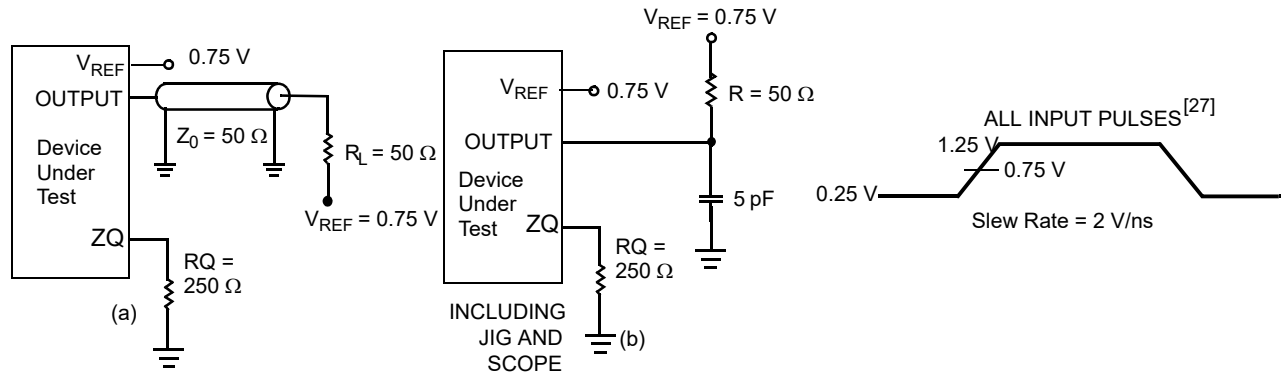 V_REF
0.75 V
OUTPUT
Z_0 = 50 Ω
Device
Under
Test
R_L = 50 Ω
V_REF = 0.75 V
ZQ
RQ =
250 Ω
(a)
V_REF = 0.75 V
R = 50 Ω
V_REF
0.75 V
OUTPUT
Device
Under
Test
5 pF
ZQ
RQ =
250 Ω
INCLUDING
JIG AND
SCOPE
(b)
ALL INPUT PULSES[27]
1.25 V
0.75 V
0.25 V
Slew Rate = 2 V/ns